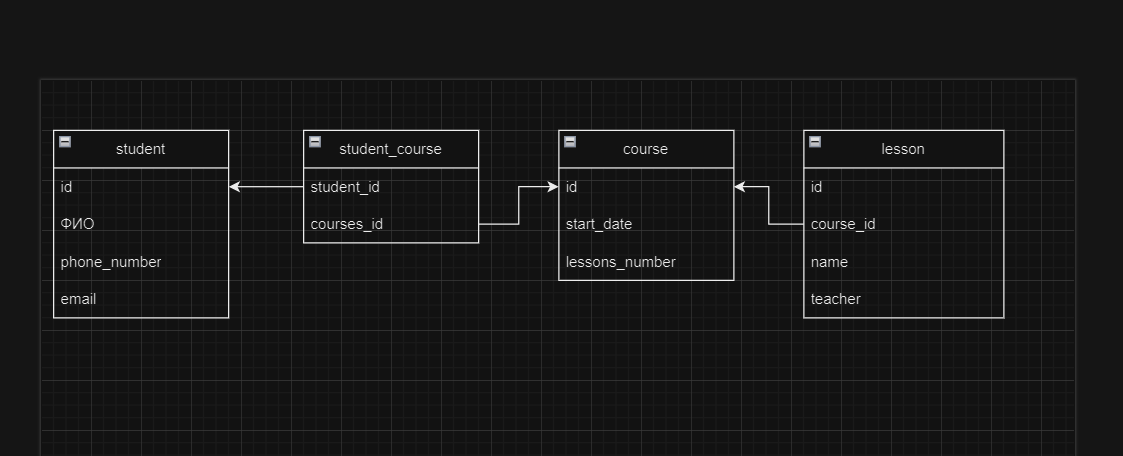 student
id
ФИО
phone_number
email
student_course
student_id
courses_id
course
id
start_date
lessons_number
lesson
id
course_id
name
teacher